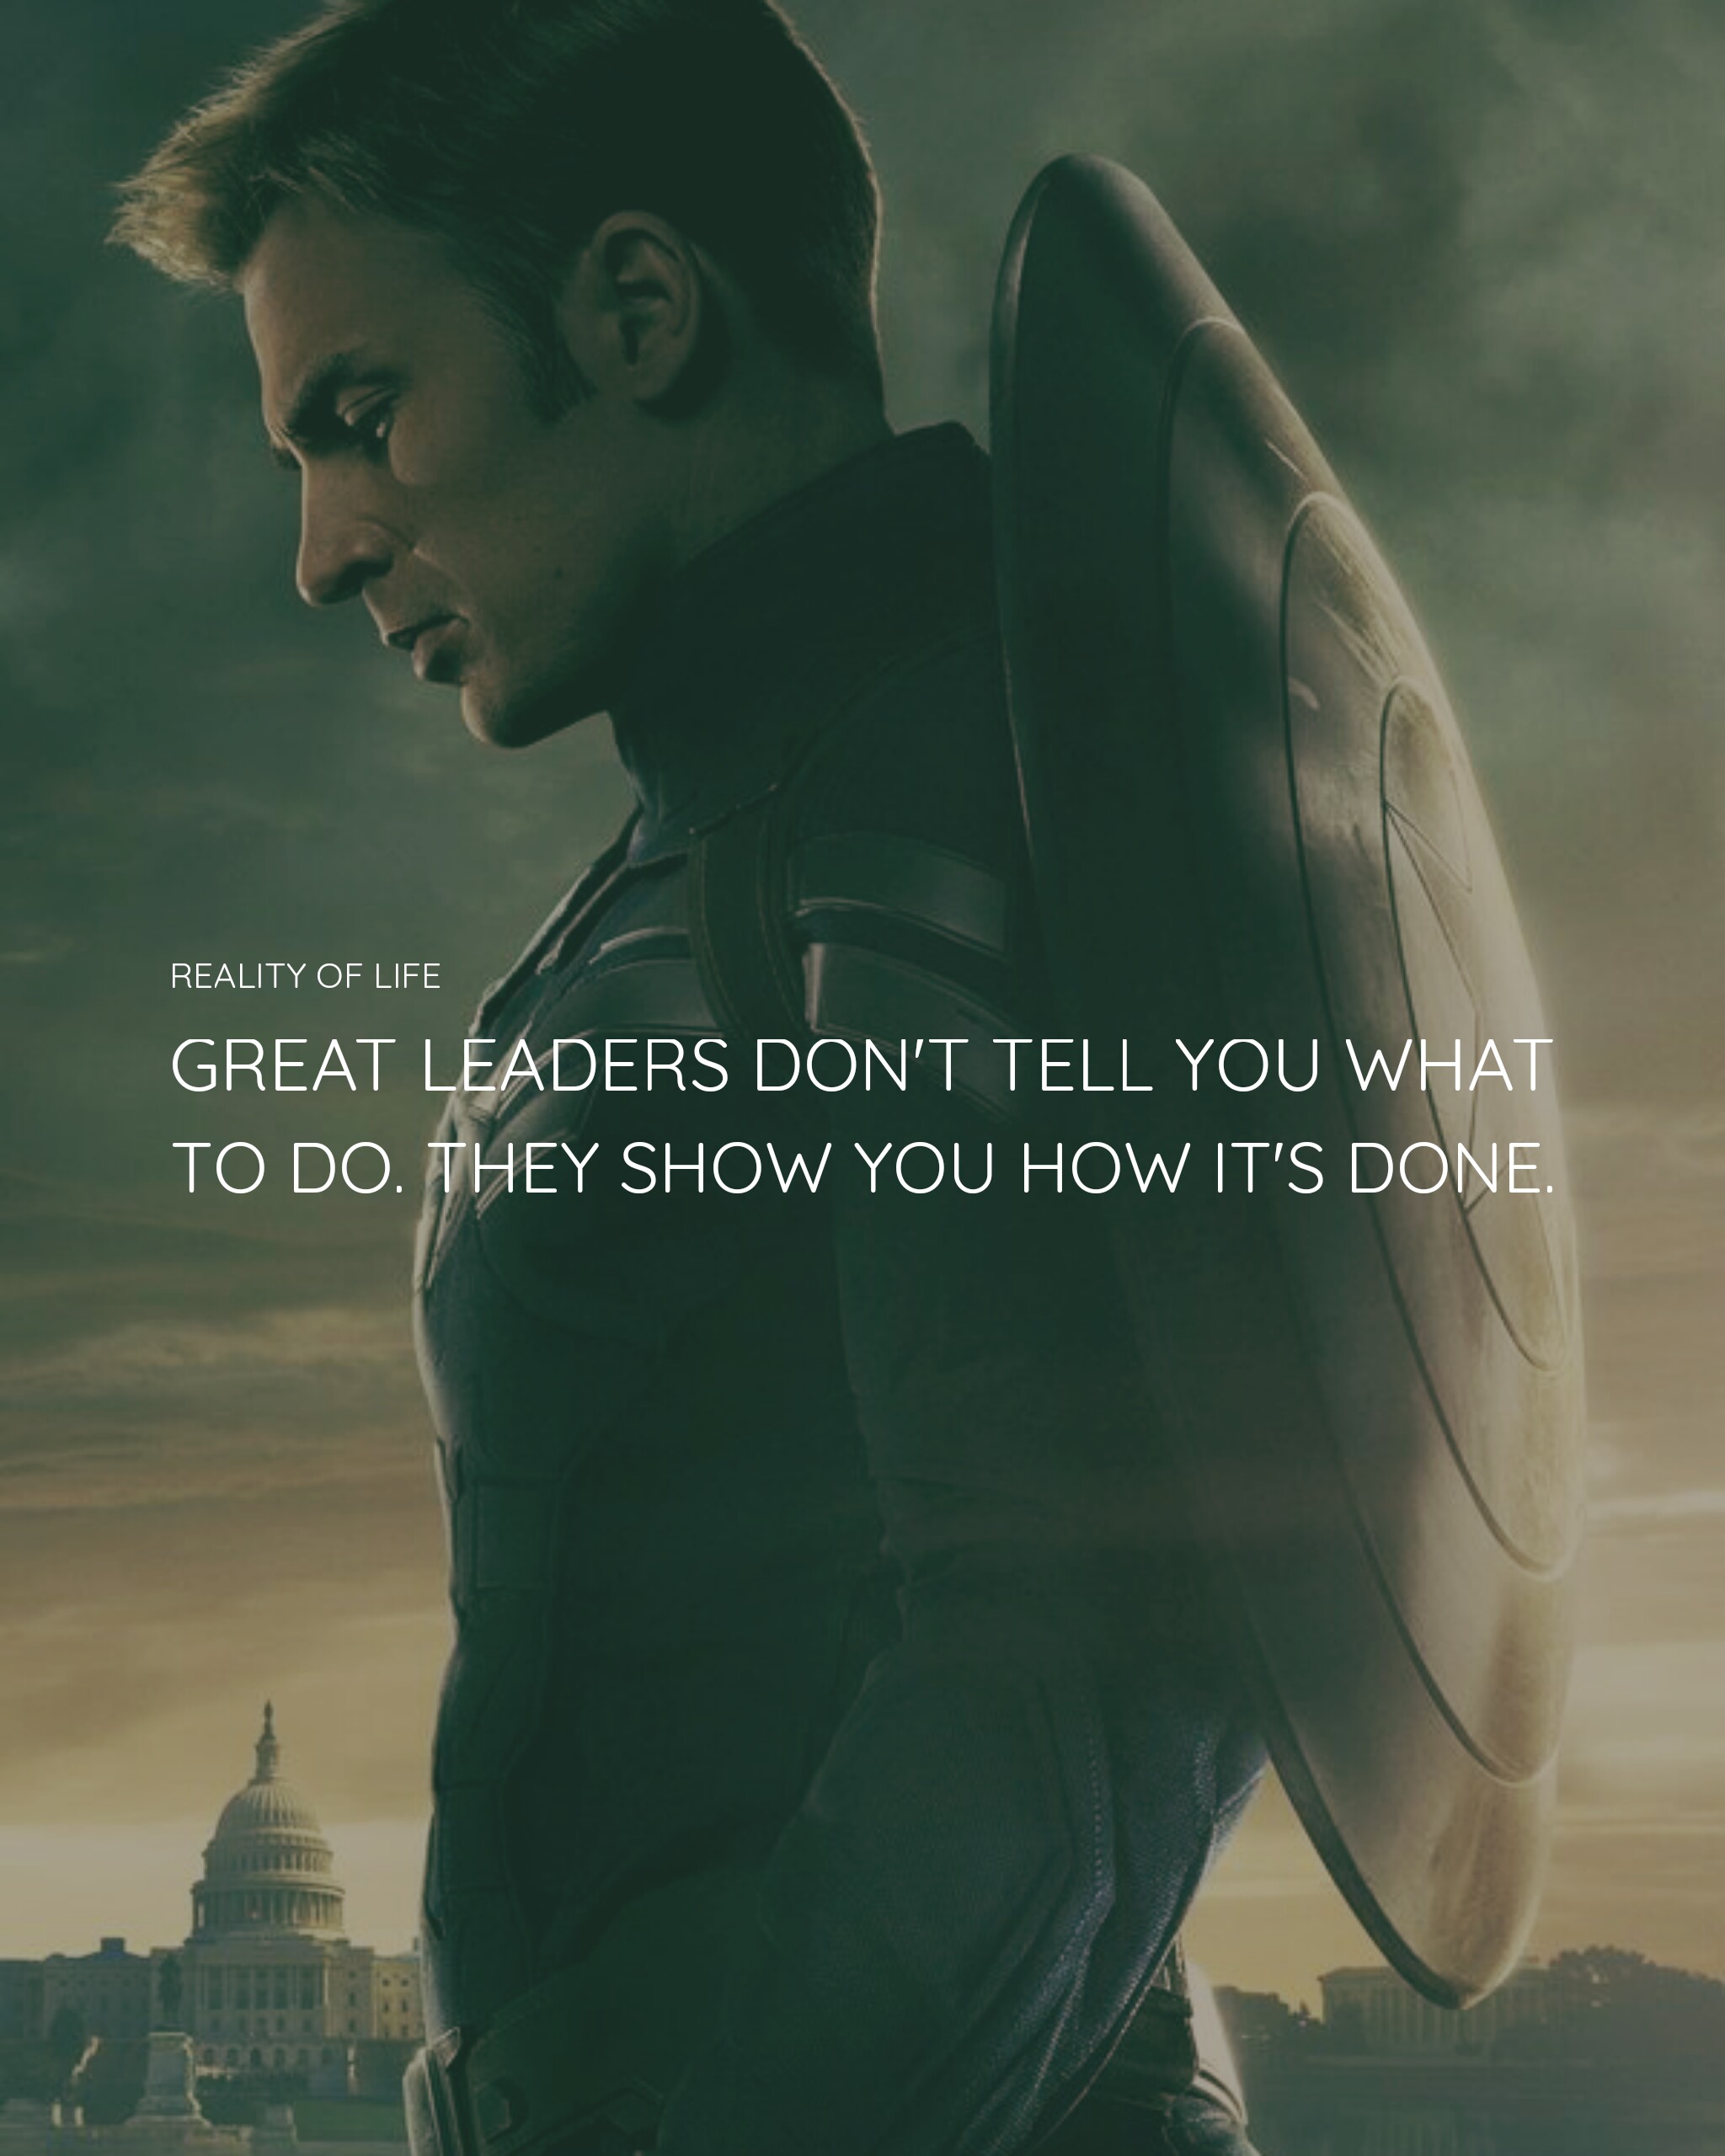 REALITY OF LIFE
GREAT LEADERS DON'T TELL YOU WHAT
TO DO. THEY SHOW YOU HOW IT'S DONE.